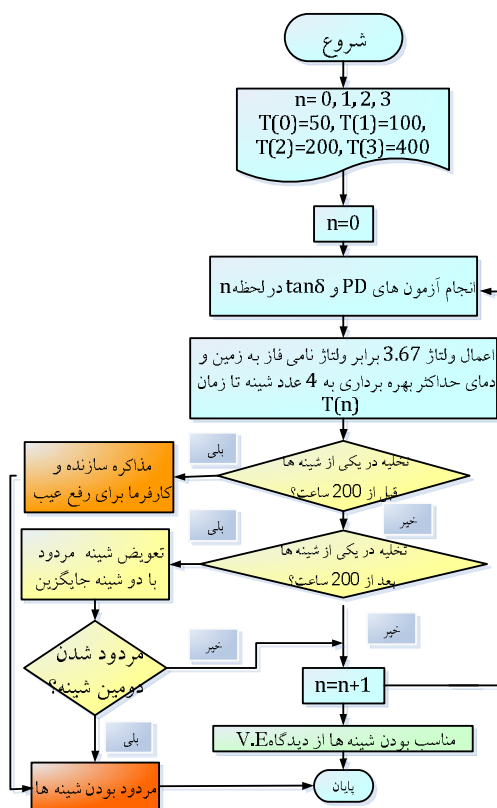 شروع
n= 0, 1, 2, 3
T(0)=50, T(1)=100,
T(2)=200, T(3)=400
n=0
انجام آزمون های PD و tanδ در لحظه n
اعمال ولتاژ 3.67 برابر ولتاژ نامی فاز به زمین و
دمای حداکثر بهره برداری به 4 عدد شینه تا زمان
T(n)
تخلیه در یکی از شینه ها
قبل از 200 ساعت؟
بلی
مذاکره سازنده و
کارفرما برای رفع عیب
خیر
تخلیه در یکی از شینه ها
بعد از 200 ساعت؟
بلی
تعویض شینه مردود
با دو شینه جایگزین
خیر
مردود شدن
دومین شینه؟
خیر
n=n+1
بلی
مناسب بودن شینه ها از دیدگاه V.E
مردود بودن شینه ها
پایان